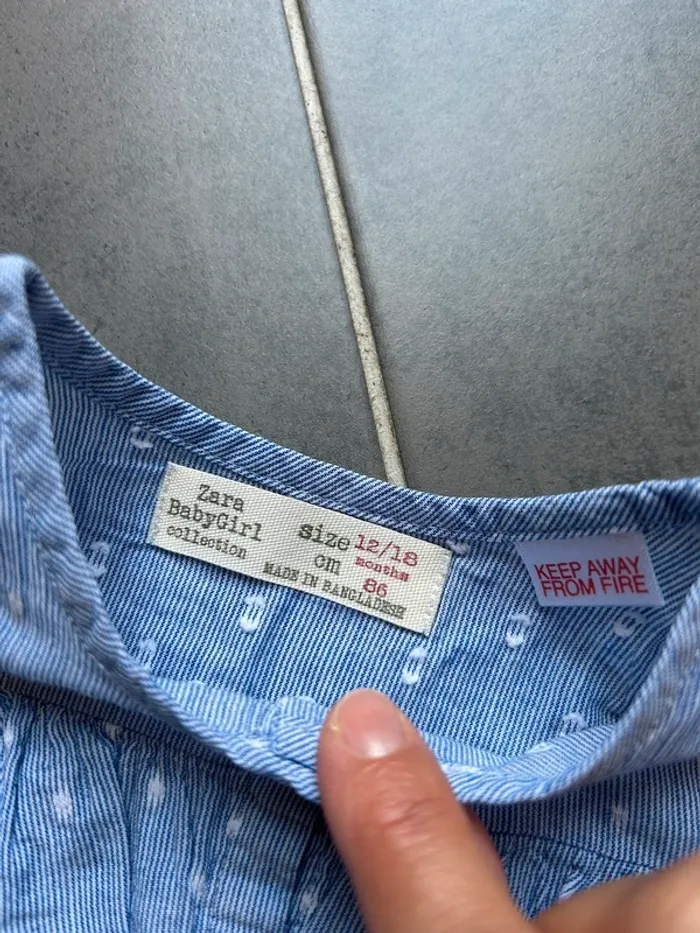 Zara
BabyGirl
collection
size 12/18
months
cm 86
MADE IN BANGLADESH
KEEP AWAY
FROM FIRE